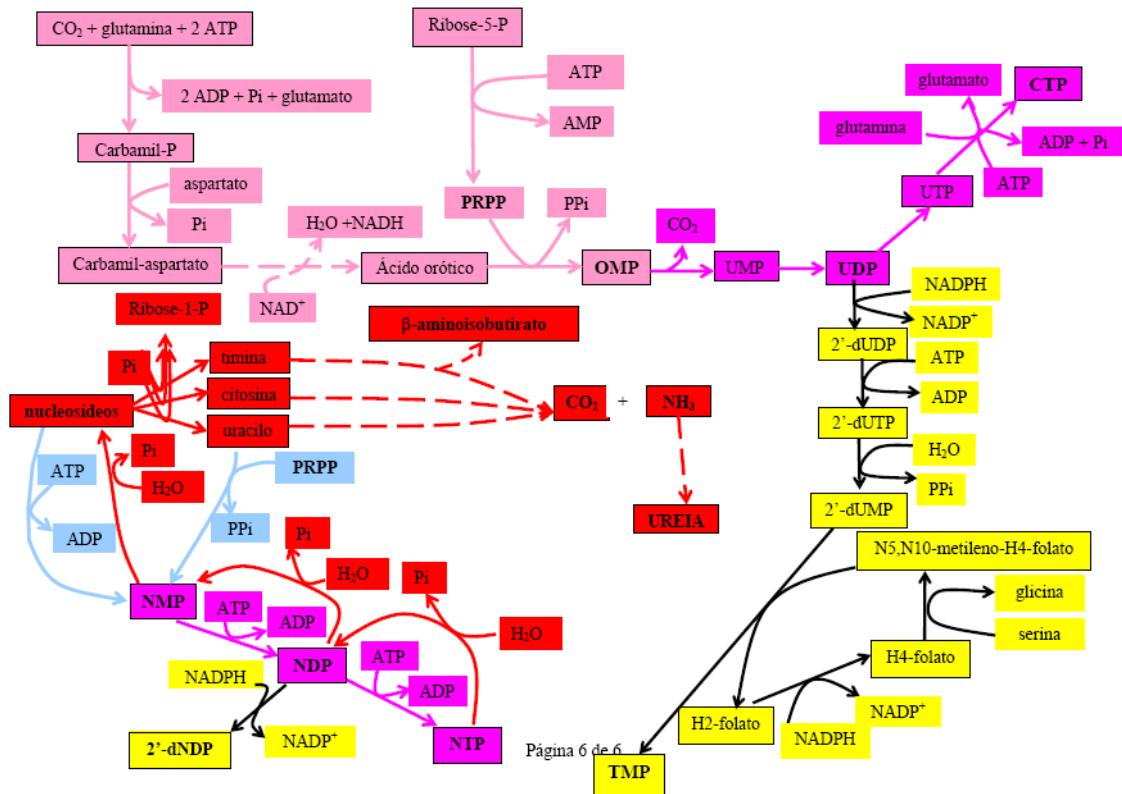 CO₂ + glutamina + 2 ATP
2 ADP + Pi + glutamato
Carbamil-P
aspartato
Pi
Carbamil-aspartato
H₂O +NADH
NAD⁺
Ácido orótico
Ribose-5-P
ATP
AMP
PRPP
PPi
OMP
CO₂
UMP
UDP
UTP
glutamina
glutamato
CTP
ADP + Pi
ATP
NADPH
NADP⁺
2’-dUDP
ATP
ADP
2’-dUTP
H₂O
PPi
2’-dUMP
N5,N10-metileno-H4-folato
glicina
serina
H4-folato
NADP⁺
NADPH
H2-folato
TMP
Ribose-1-P
Pi
timina
citosina
uracilo
nucleosídeos
β-aminoisobutirato
CO₂ + NH₃
UREIA
ATP
ADP
Pi
H₂O
PRPP
PPi
Pi
H₂O
Pi
H₂O
NMP
ATP
ADP
NDP
ATP
ADP
NTP
NADPH
NADP⁺
2’-dNDP
Página 6 de 6